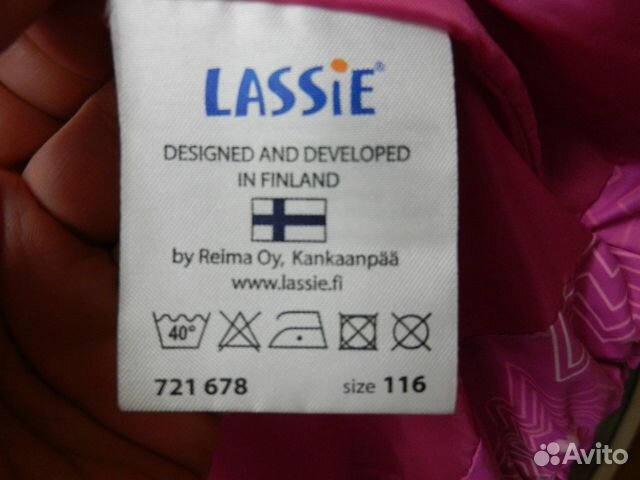 LASSiE®
DESIGNED AND DEVELOPED
IN FINLAND
by Reima Oy, Kankaanpää
www.lassie.fi
40°
721 678 size 116
Avito